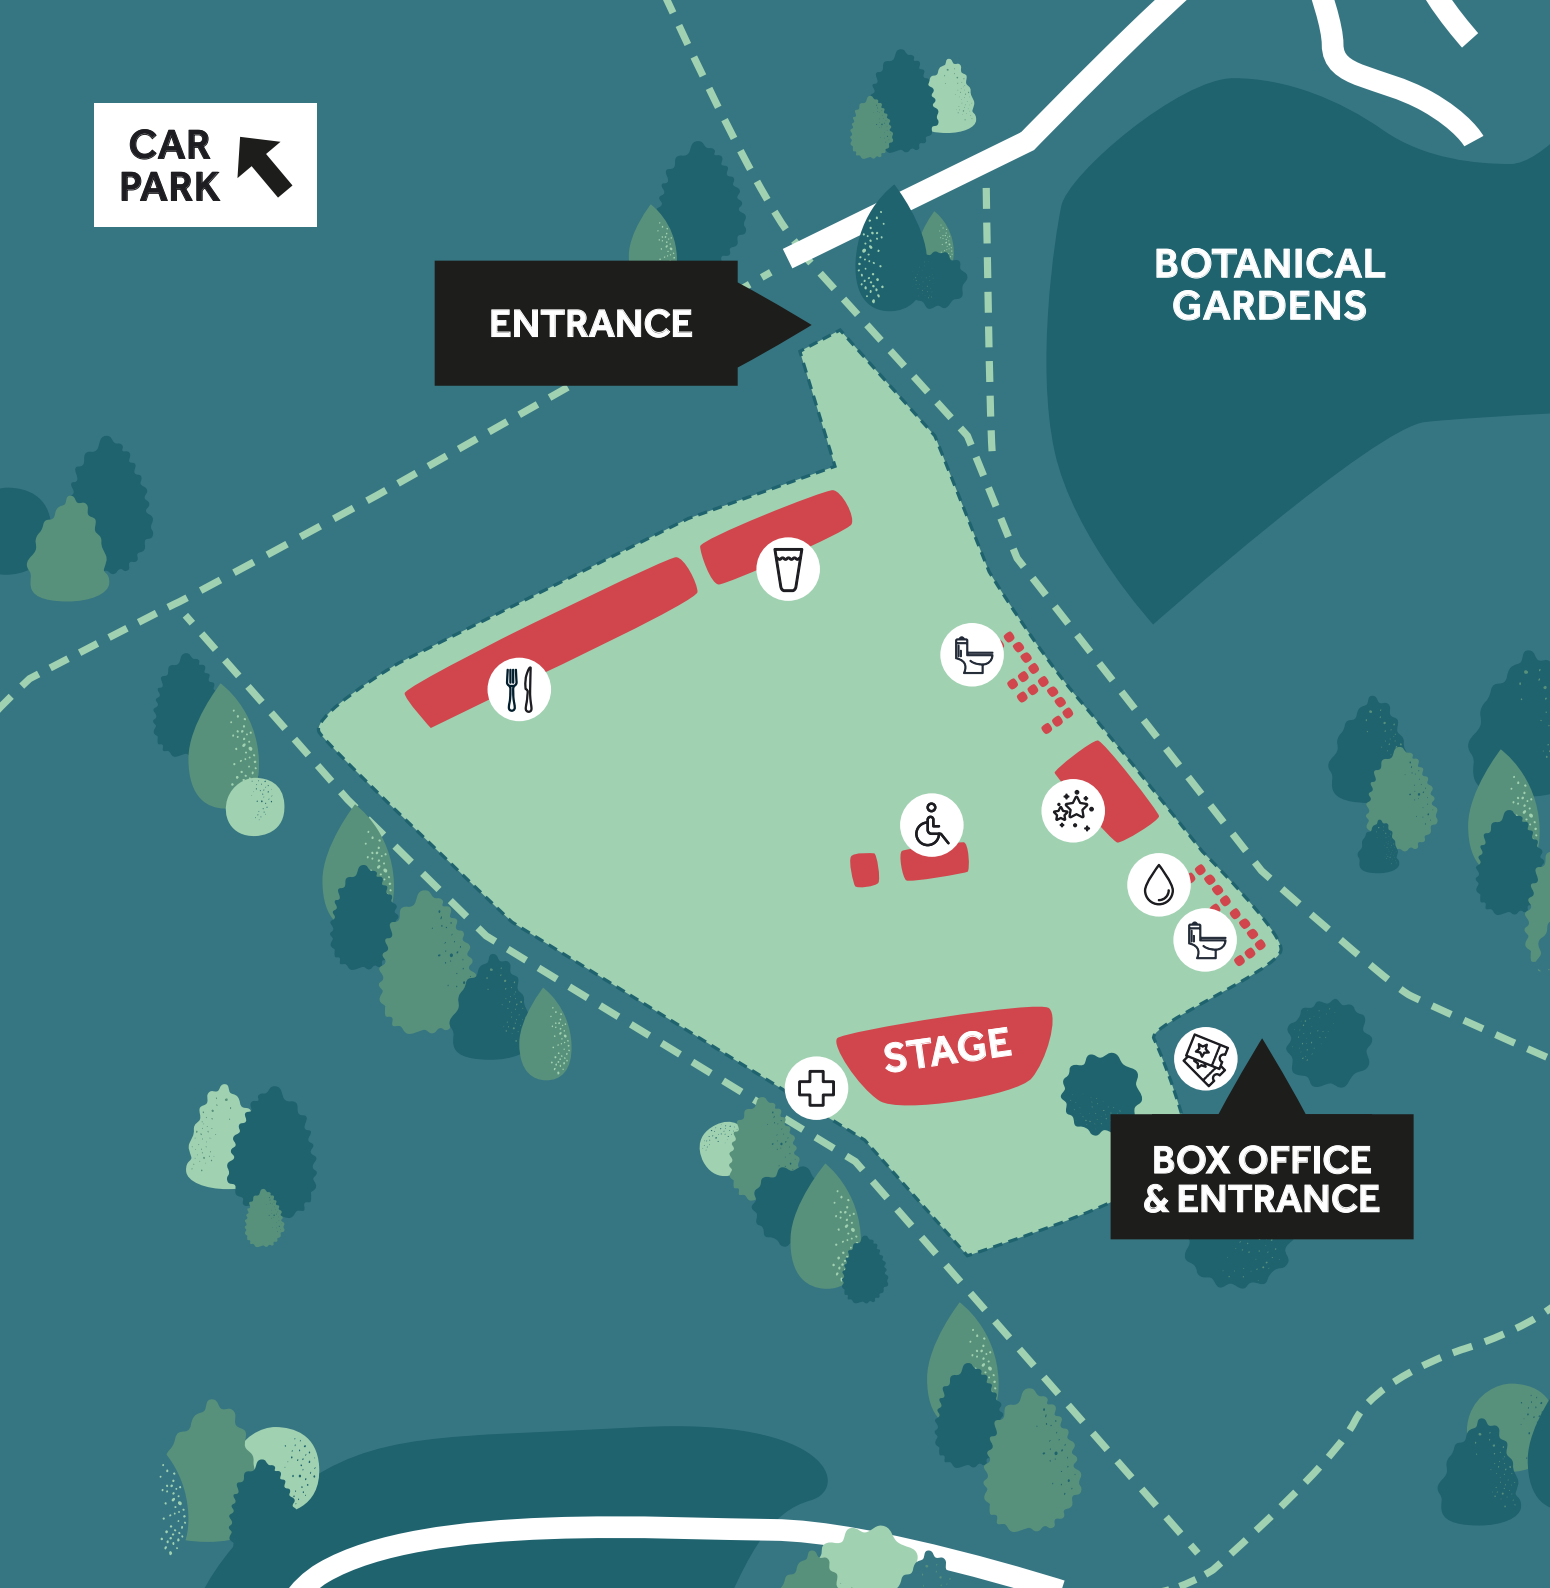 CAR
PARK
BOTANICAL
GARDENS
ENTRANCE
STAGE
BOX OFFICE
& ENTRANCE